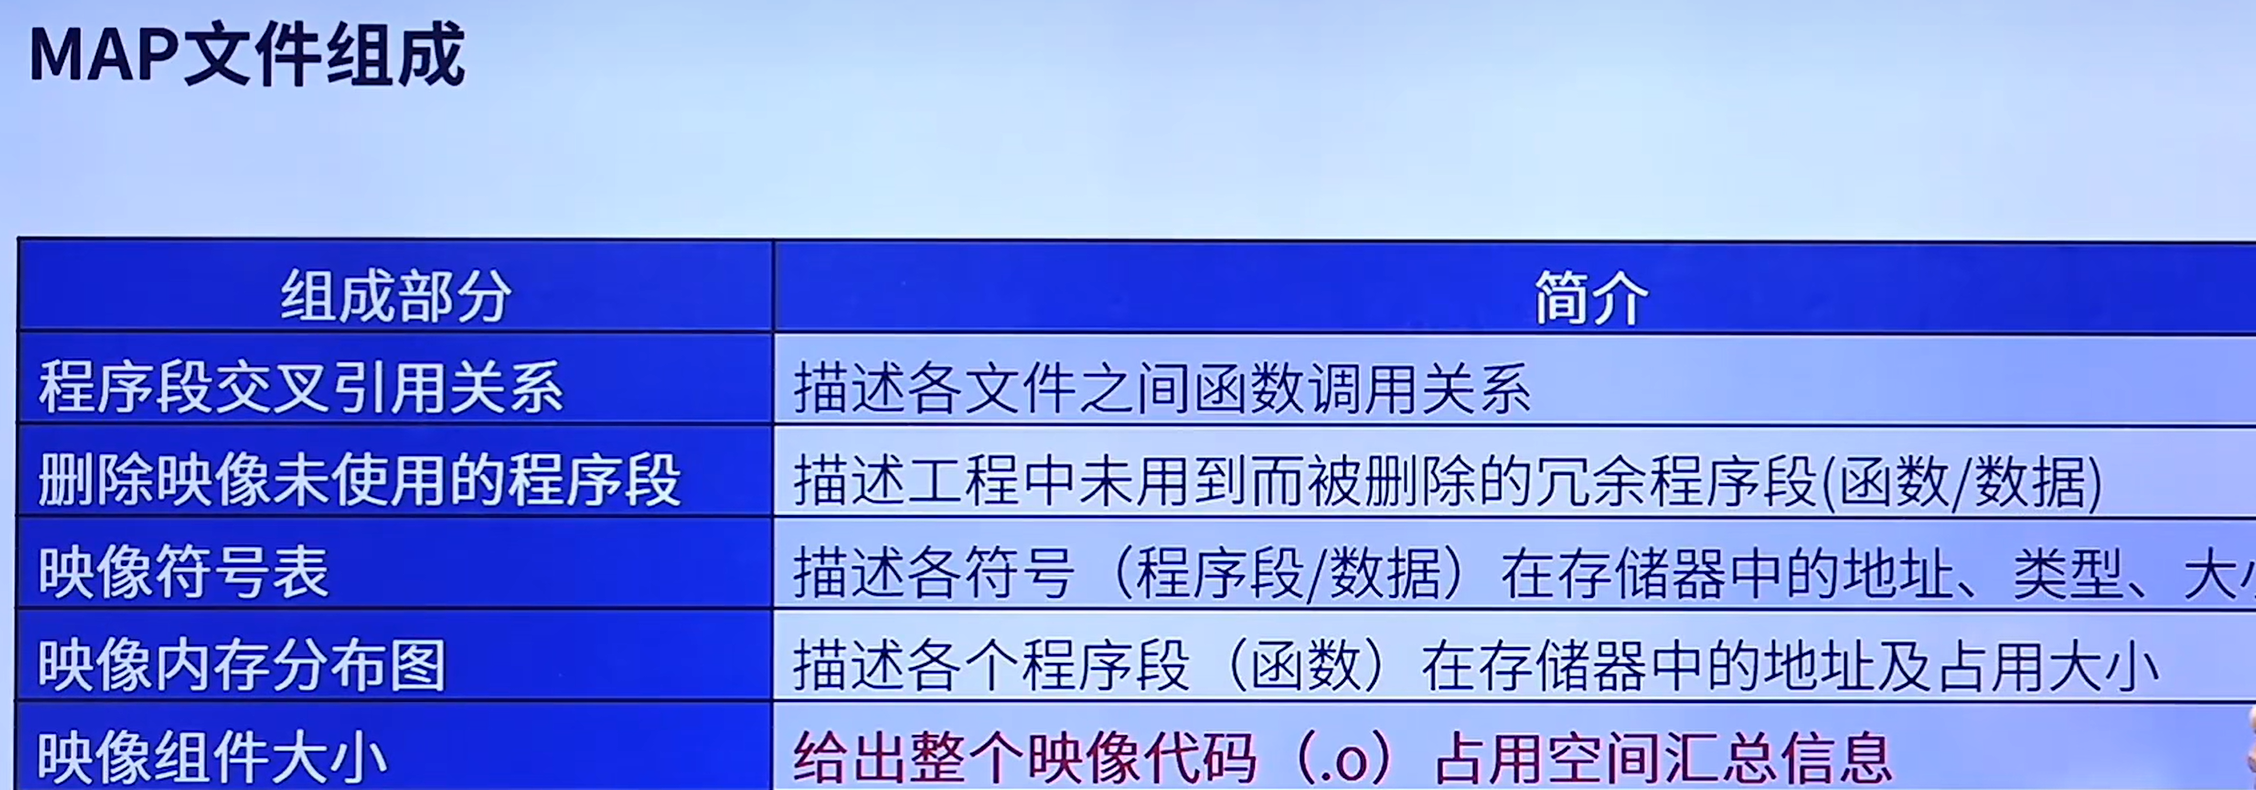 MAP文件组成
组成部分
简介
程序段交叉引用关系
描述各文件之间函数调用关系
删除映像未使用的程序段
描述工程中未用到而被删除的冗余程序段(函数/数据)
映像符号表
描述各符号（程序段/数据）在存储器中的地址、类型、大
映像内存分布图
描述各个程序段（函数）在存储器中的地址及占用大小
映像组件大小
给出整个映像代码（.o）占用空间汇总信息